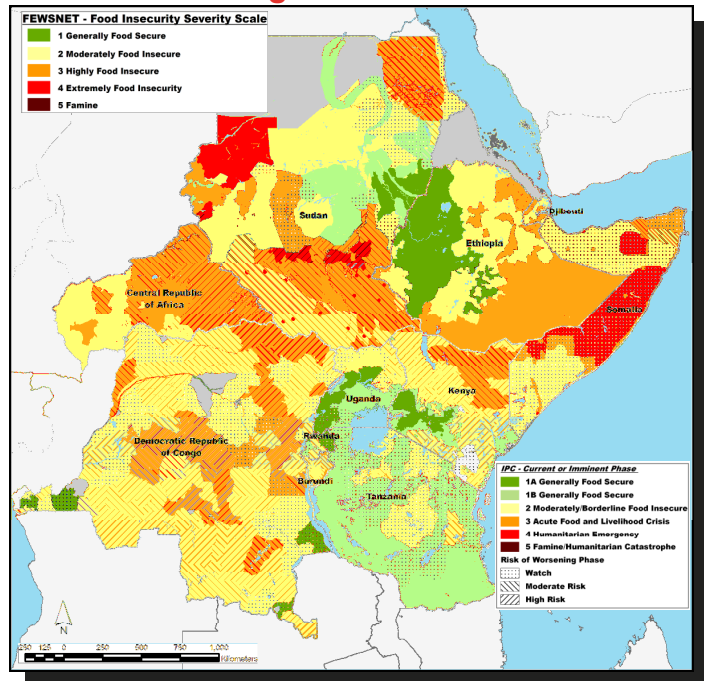 FEWSNET - Food Insecurity Severity Scale
1 Generally Food Secure
2 Moderately Food Insecure
3 Highly Food Insecure
4 Extremely Food Insecurity
5 Famine
Sudan
Djibouti
Ethiopia
Central Republic
of Africa
Somalia
Uganda
Kenya
Rwanda
Democratic Republic
of Congo
Burundi
Tanzania
IPC - Current or Imminent Phase
1A Generally Food Secure
1B Generally Food Secure
2 Moderately/Borderline Food Insecure
3 Acute Food and Livelihood Crisis
4 Humanitarian Emergency
5 Famine/Humanitarian Catastrophe
Risk of Worsening Phase
Watch
Moderate Risk
High Risk
N
250 125 0 250 500 750 1,000
Kilometers